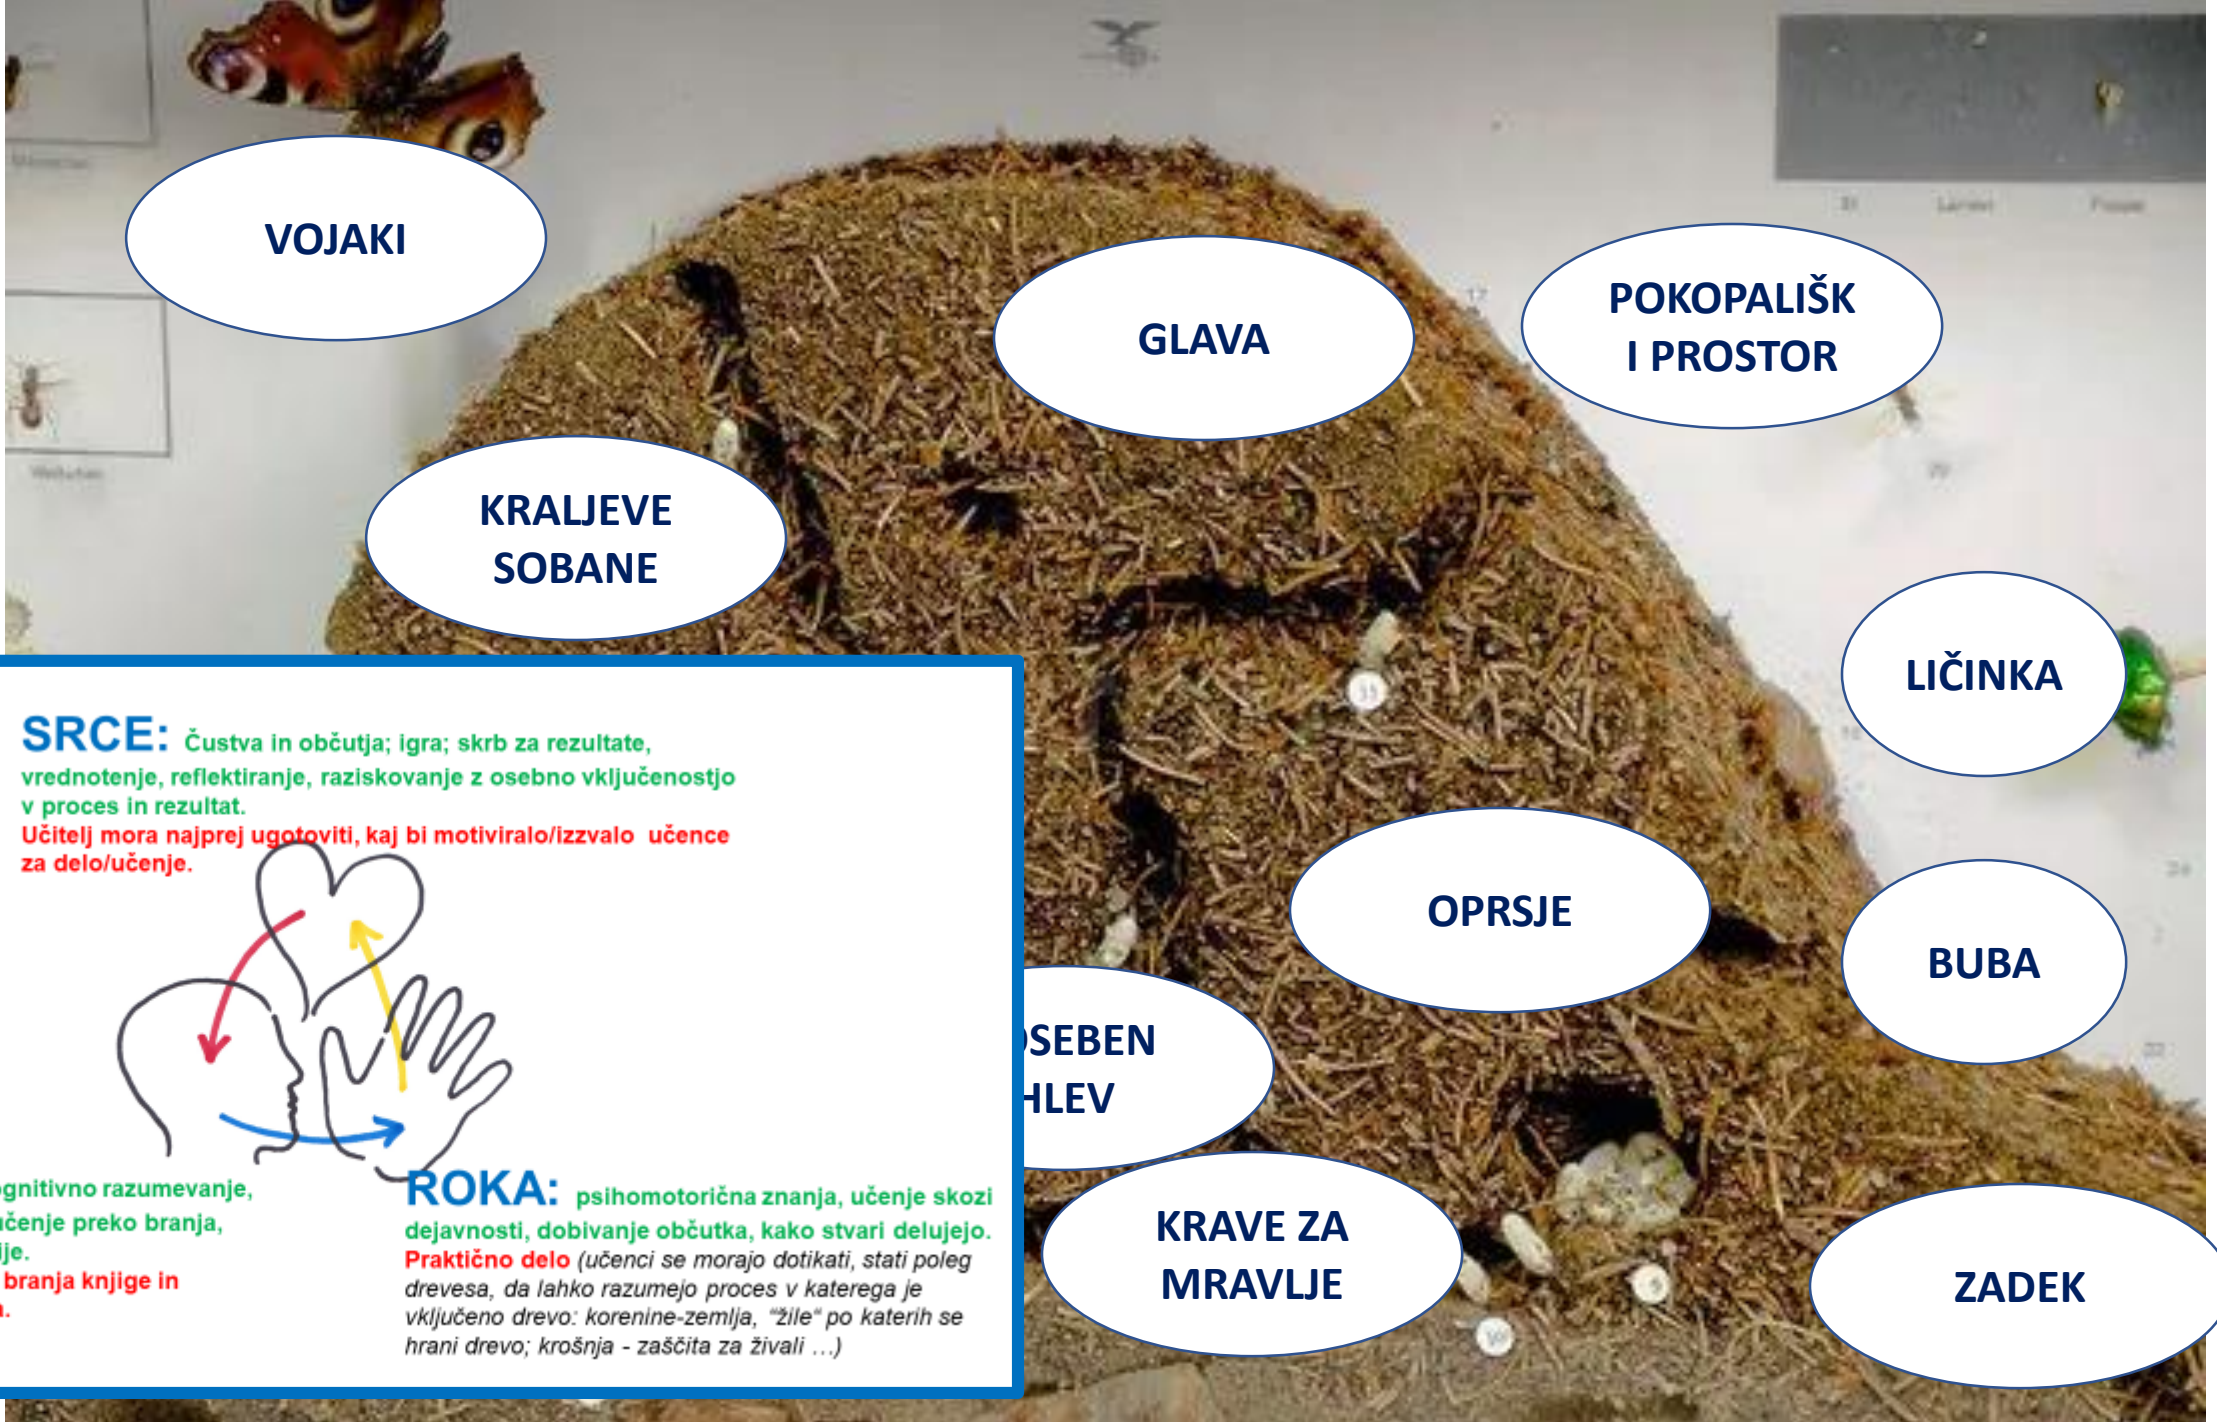 VOJAKI
GLAVA
POKOPALIŠK
I PROSTOR
KRALJEVE
SOBANE
LIČINKA
SRCE: Čustva in občutja; igra; skrb za rezultate,
vrednotenje, reflektiranje, raziskovanje z osebno vključenostjo
v proces in rezultat.
Učitelj mora najprej ugotoviti, kaj bi motiviralo/izzvalo učence
za delo/učenje.
OPRSJE
BUBA
OSEBEN
HLEV
ognitivno razumevanje,
učenje preko branja,
ije.
branja knjige in
ROKA: psihomotorična znanja, učenje skozi
dejavnosti, dobivanje občutka, kako stvari delujejo.
Praktično delo (učenci se morajo dotikati, stati poleg
drevesa, da lahko razumejo proces v katerega je
vključeno drevo: korenine-zemlja, "žile" po katerih se
hrani drevo; krošnja - zaščita za živali ...)
KRAVE ZA
MRAVLJE
ZADEK